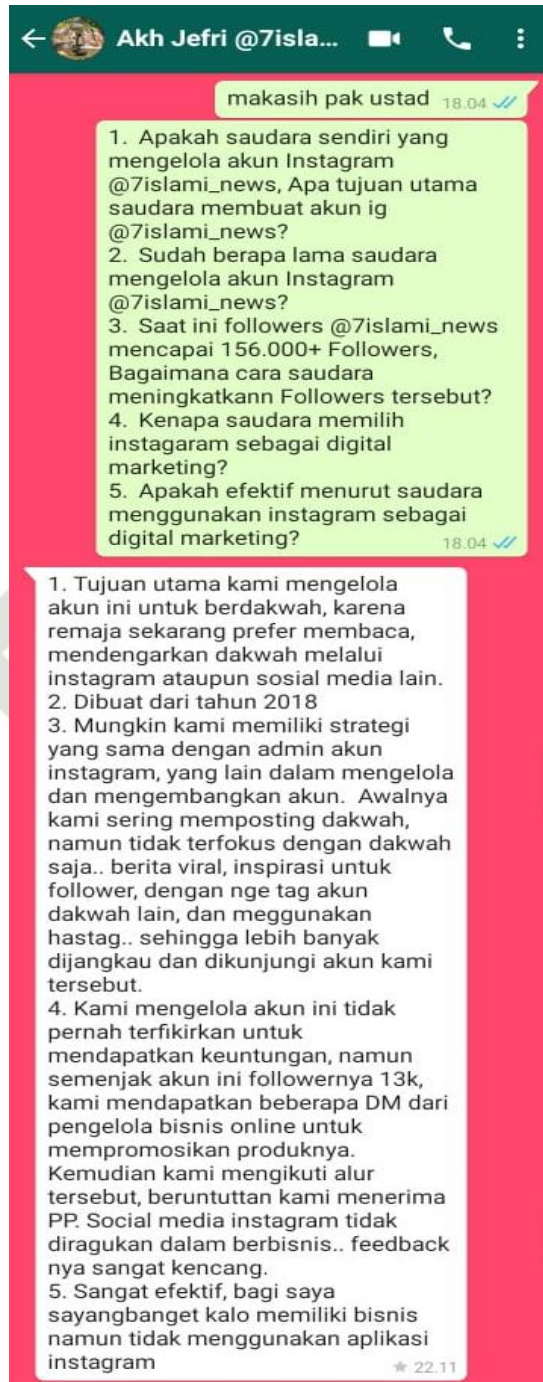 Akh Jefri @7isla...
makasih pak ustad 18.04
1. Apakah saudara sendiri yang
mengelola akun Instagram
@7islami_news, Apa tujuan utama
saudara membuat akun ig
@7islami_news?
2. Sudah berapa lama saudara
mengelola akun Instagram
@7islami_news?
3. Saat ini followers @7islami_news
mencapai 156.000+ Followers,
Bagaimana cara saudara
meningkatkann Followers tersebut?
4. Kenapa saudara memilih
instagaram sebagai digital
marketing?
5. Apakah efektif menurut saudara
menggunakan instagram sebagai
digital marketing? 18.04
1. Tujuan utama kami mengelola
akun ini untuk berdakwah, karena
remaja sekarang prefer membaca,
mendengarkan dakwah melalui
instagram ataupun sosial media lain.
2. Dibuat dari tahun 2018
3. Mungkin kami memiliki strategi
yang sama dengan admin akun
instagram, yang lain dalam mengelola
dan mengembangkan akun. Awalnya
kami sering memposting dakwah,
namun tidak terfokus dengan dakwah
saja.. berita viral, inspirasi untuk
follower, dengan nge tag akun
dakwah lain, dan meggunakan
hastag.. sehingga lebih banyak
dijangkau dan dikunjungi akun kami
tersebut.
4. Kami mengelola akun ini tidak
pernah terfikirkan untuk
mendapatkan keuntungan, namun
semenjak akun ini followernya 13k,
kami mendapatkan beberapa DM dari
pengelola bisnis online untuk
mempromosikan produknya.
Kemudian kami mengikuti alur
tersebut, beruntuttan kami menerima
PP. Social media instagram tidak
diragukan dalam berbisnis.. feedback
nya sangat kencang.
5. Sangat efektif, bagi saya
sayangbanget kalo memiliki bisnis
namun tidak menggunakan aplikasi
instagram 22.11